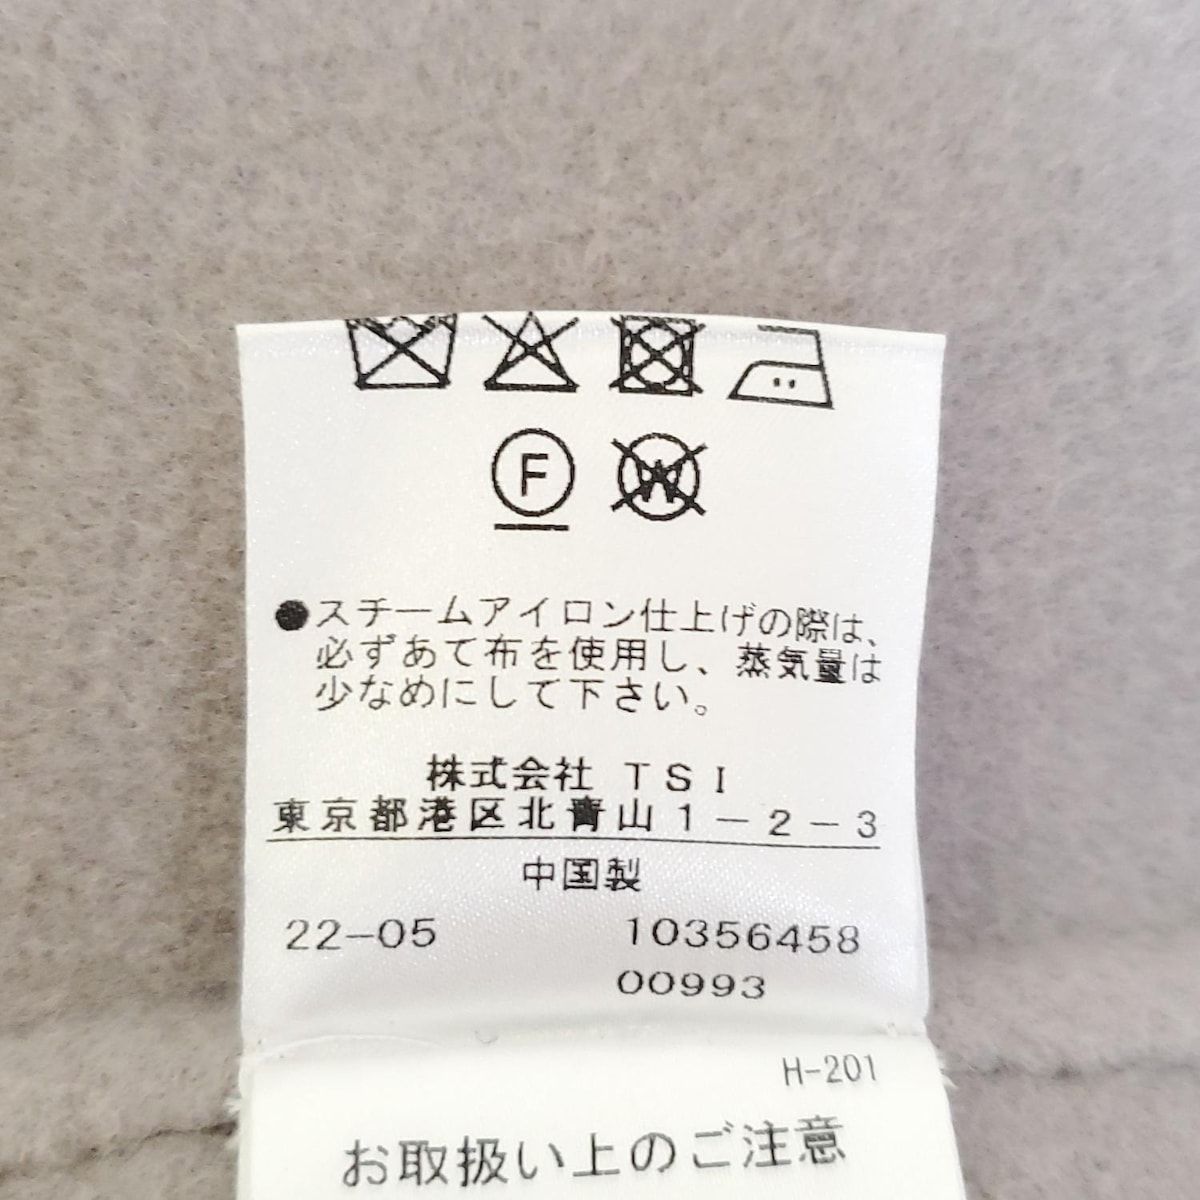 F
W
●スチームアイロン仕上げの際は、
必ずあて布を使用し、蒸気量は
少なめにして下さい。
株式会社 TSI
東京都港区北青山1-2-3
中国製
22-05 10356458
00993
H-201
お取扱い上のご注意